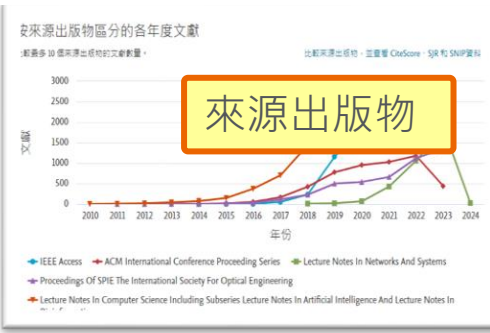 按來源出版物區分的各年度文獻
比較最多 10 個來源出版物的文獻數量。
比較來源出版物，並查看 CiteScore、SJR 和 SNIP資料
來源出版物
文獻
3000
2500
2000
1500
1000
500
0
2010 2011 2012 2013 2014 2015 2016 2017 2018 2019 2020 2021 2022 2023 2024
年份
IEEE Access ACM International Conference Proceeding Series Lecture Notes In Networks And Systems
Proceedings Of SPIE The International Society For Optical Engineering
Lecture Notes In Computer Science Including Subseries Lecture Notes In Artificial Intelligence And Lecture Notes In